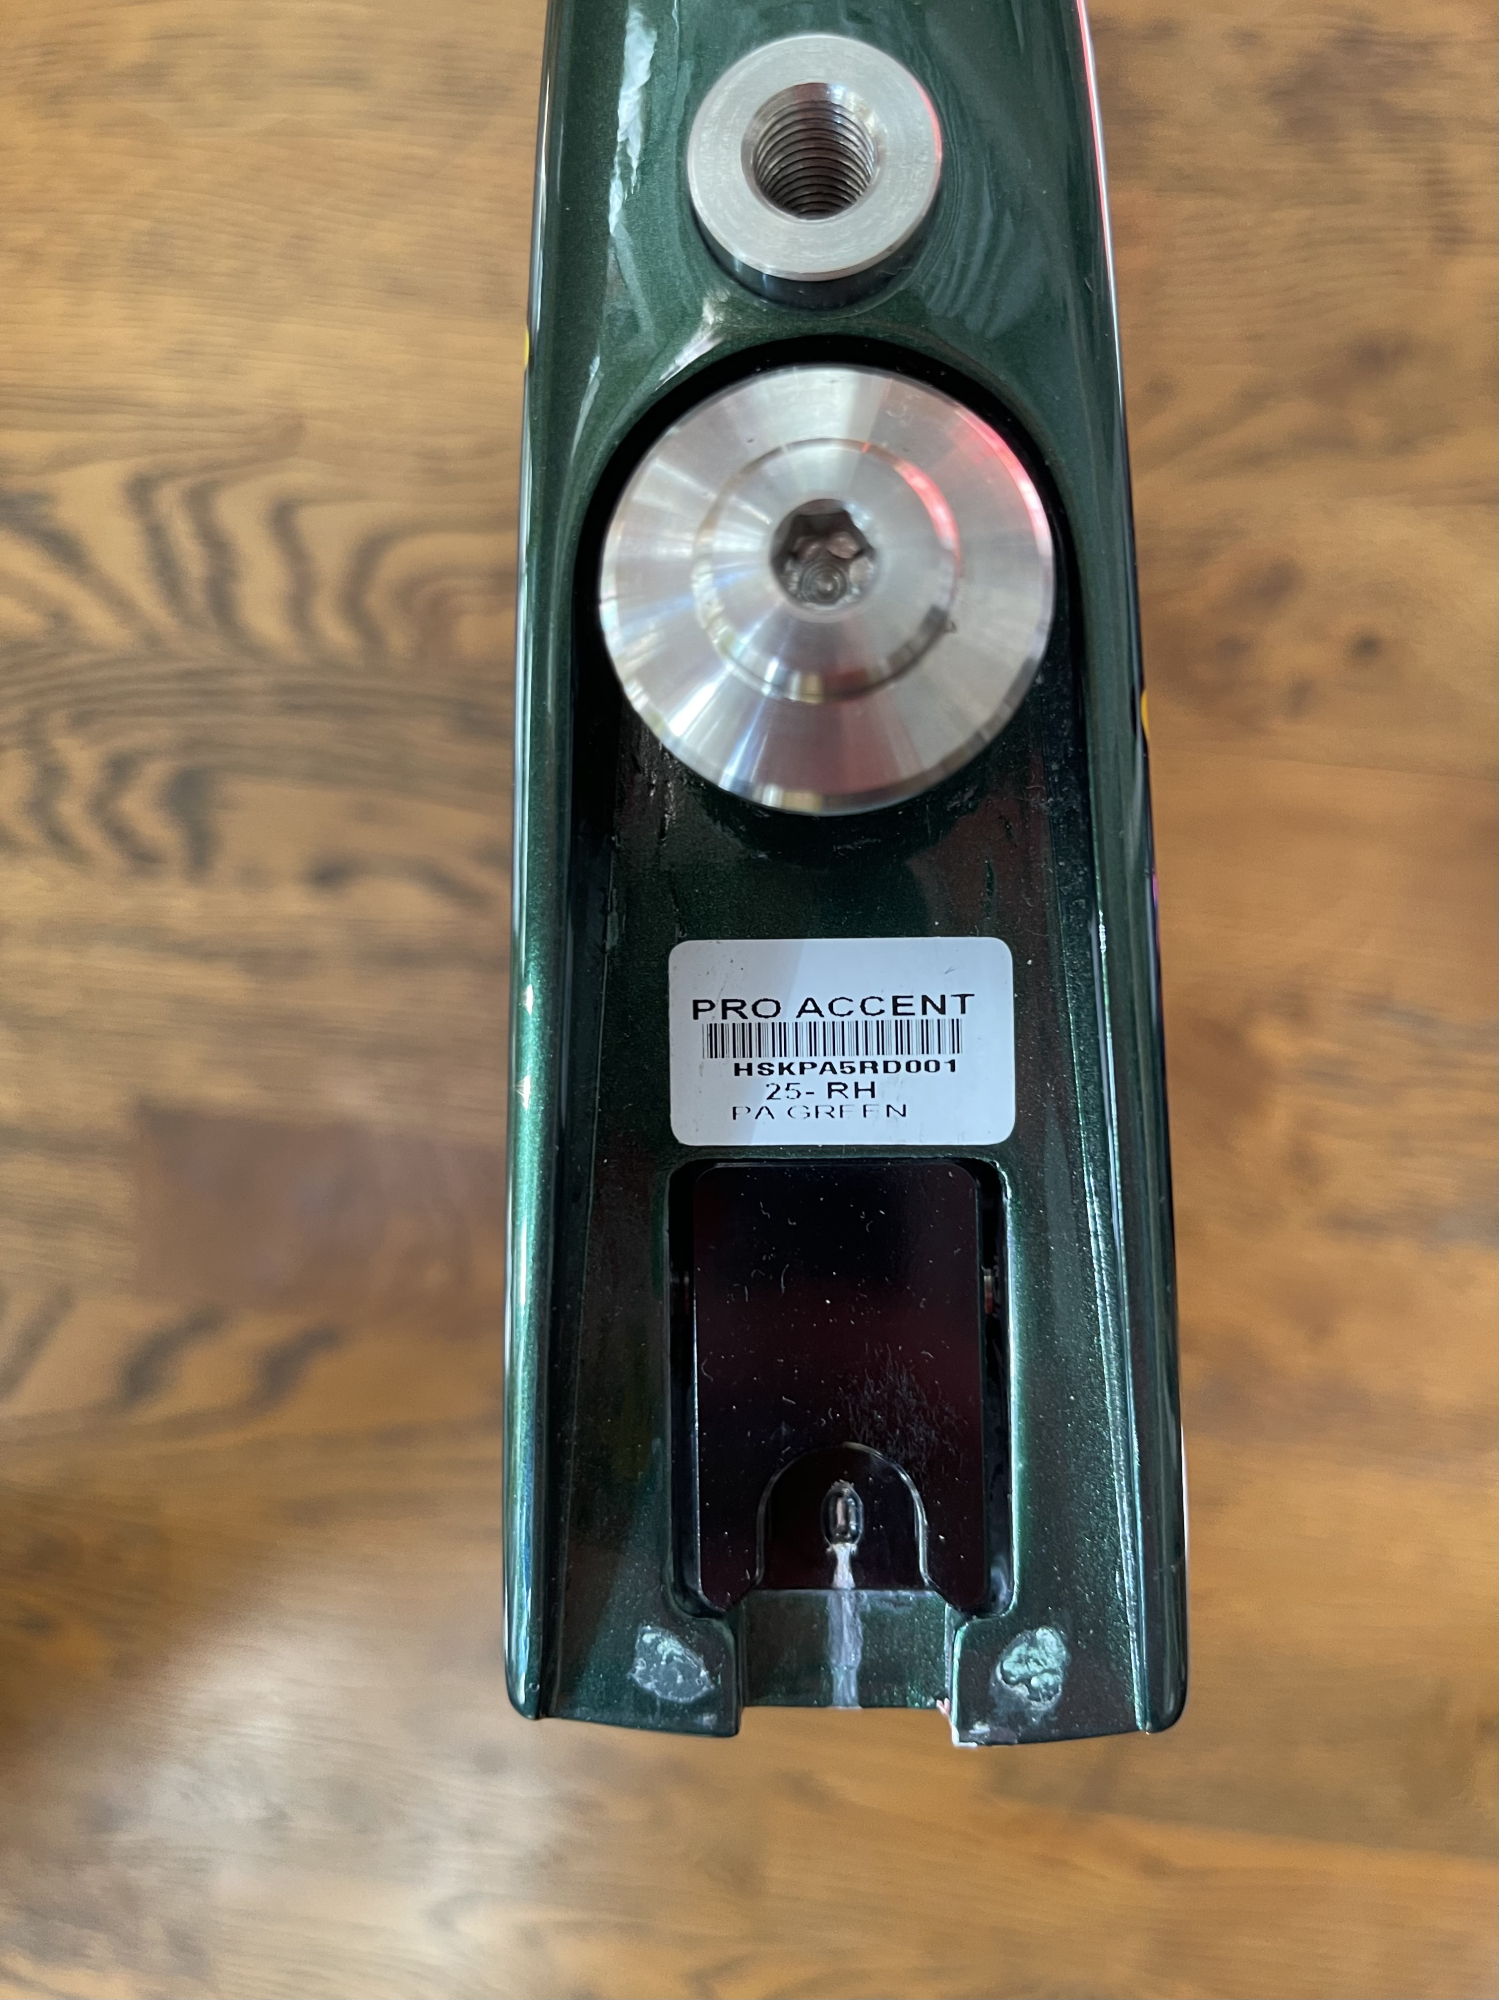 PRO ACCENT
HSKPA5RD001
25- RH
PA GREEN